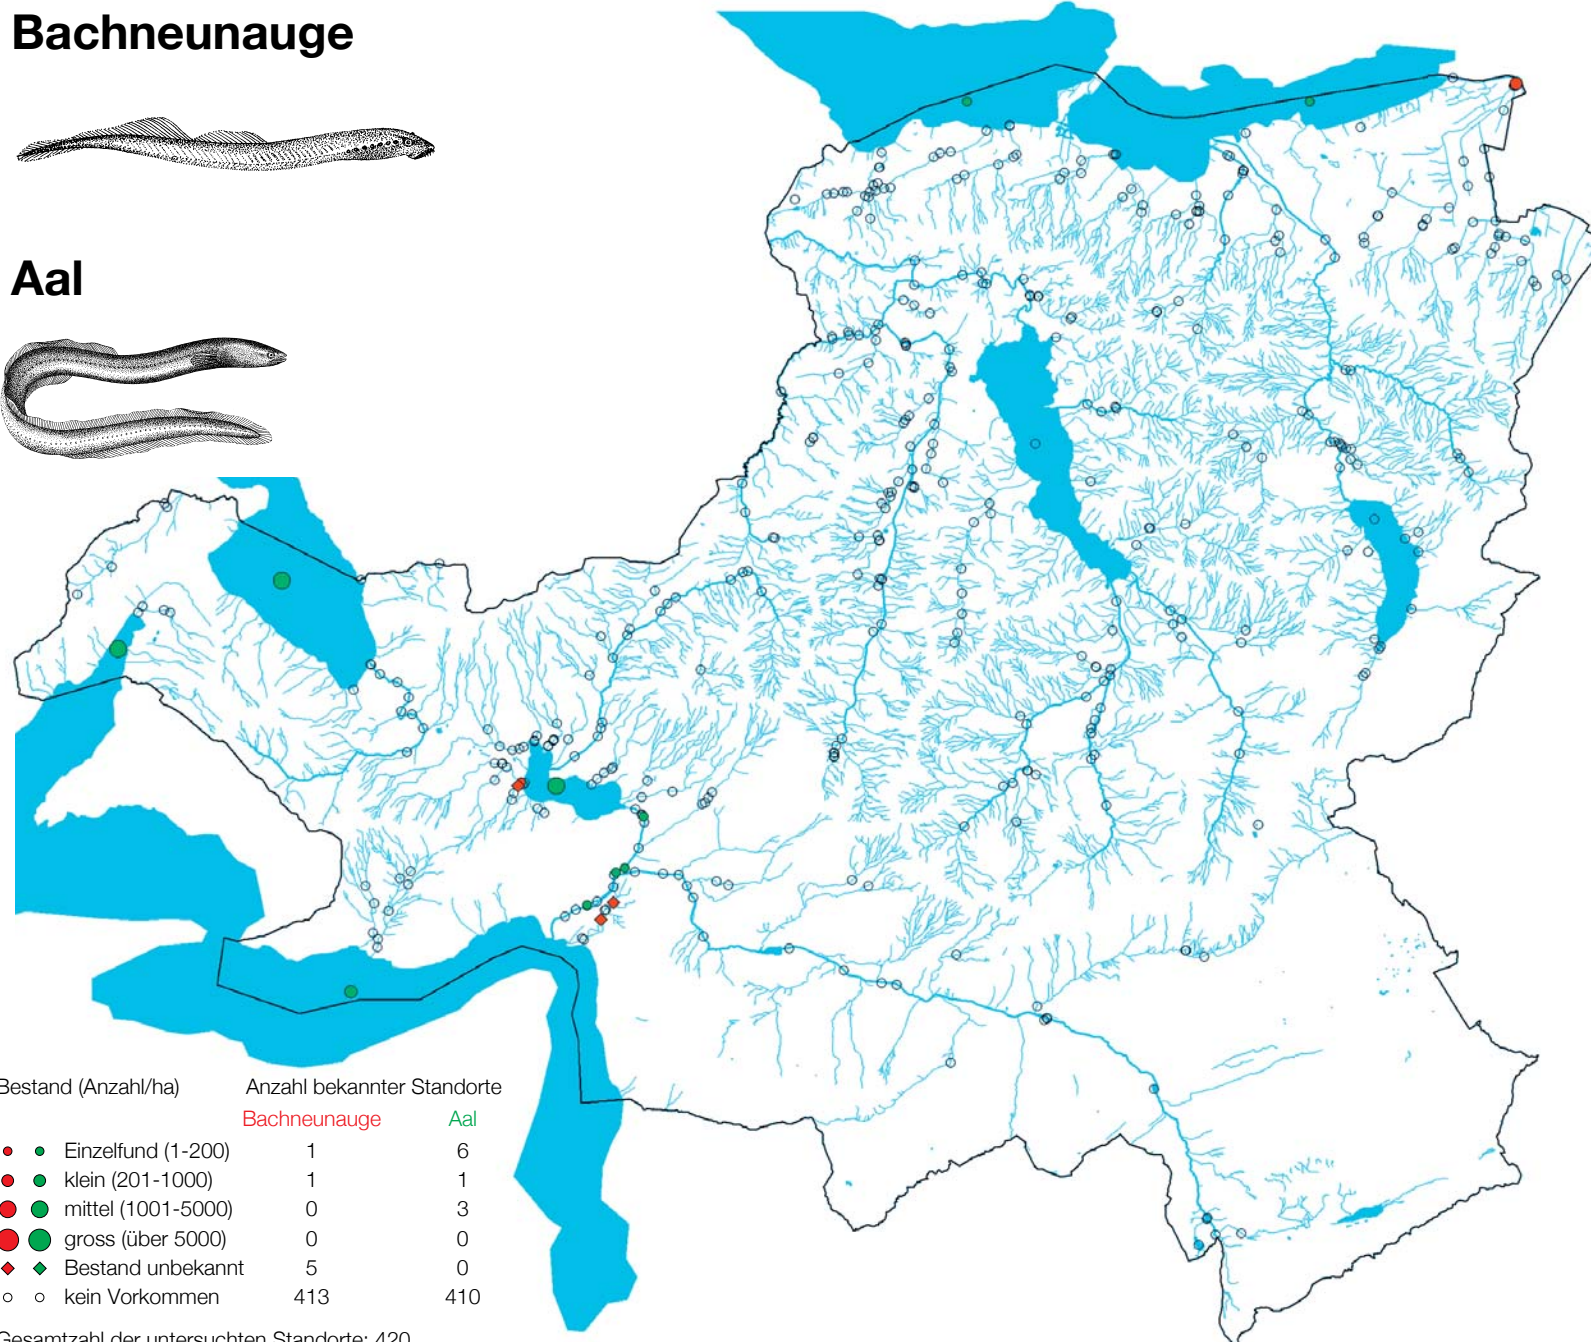 Bachneunauge
Aal
Bestand (Anzahl/ha) Anzahl bekannter Standorte
Bachneunauge Aal
Einzelfund (1-200) 1 6
klein (201-1000) 1 1
mittel (1001-5000) 0 3
gross (über 5000) 0 0
Bestand unbekannt 5 0
kein Vorkommen 413 410
Gesamtzahl der untersuchten Standorte: 420